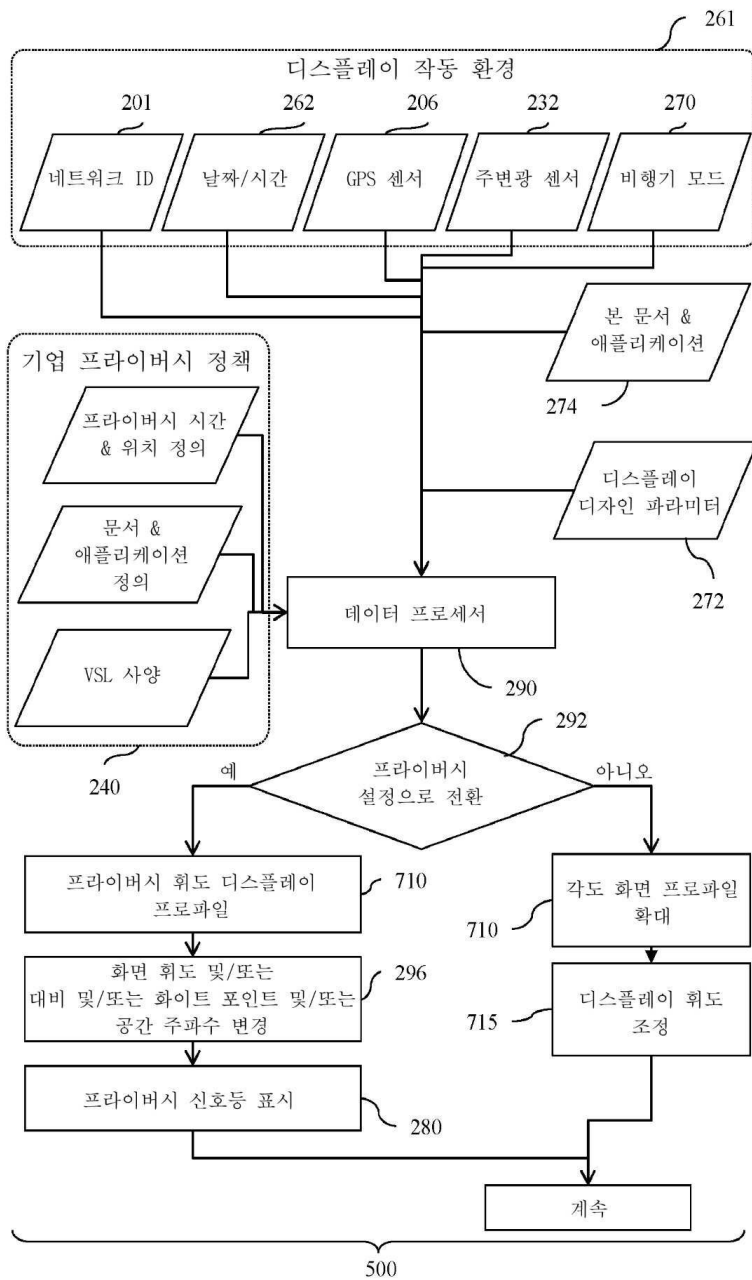 261
디스플레이 작동 환경
201
262
206
232
270
네트워크 ID
날짜/시간
GPS 센서
주변광 센서
비행기 모드
본 문서 &
애플리케이션
274
기업 프라이버시 정책
프라이버시 시간
& 위치 정의
문서 &
애플리케이션
정의
VSL 사양
240
디스플레이
디자인 파라미터
272
데이터 프로세서
290
292
프라이버시
설정으로 전환
예
아니오
프라이버시 휘도 디스플레이
프로파일
710
각도 화면 프로파일
확대
710
화면 휘도 및/또는
대비 및/또는 화이트 포인트 및/또는
공간 주파수 변경
296
디스플레이 휘도
조정
715
프라이버시 신호등 표시
280
계속
500